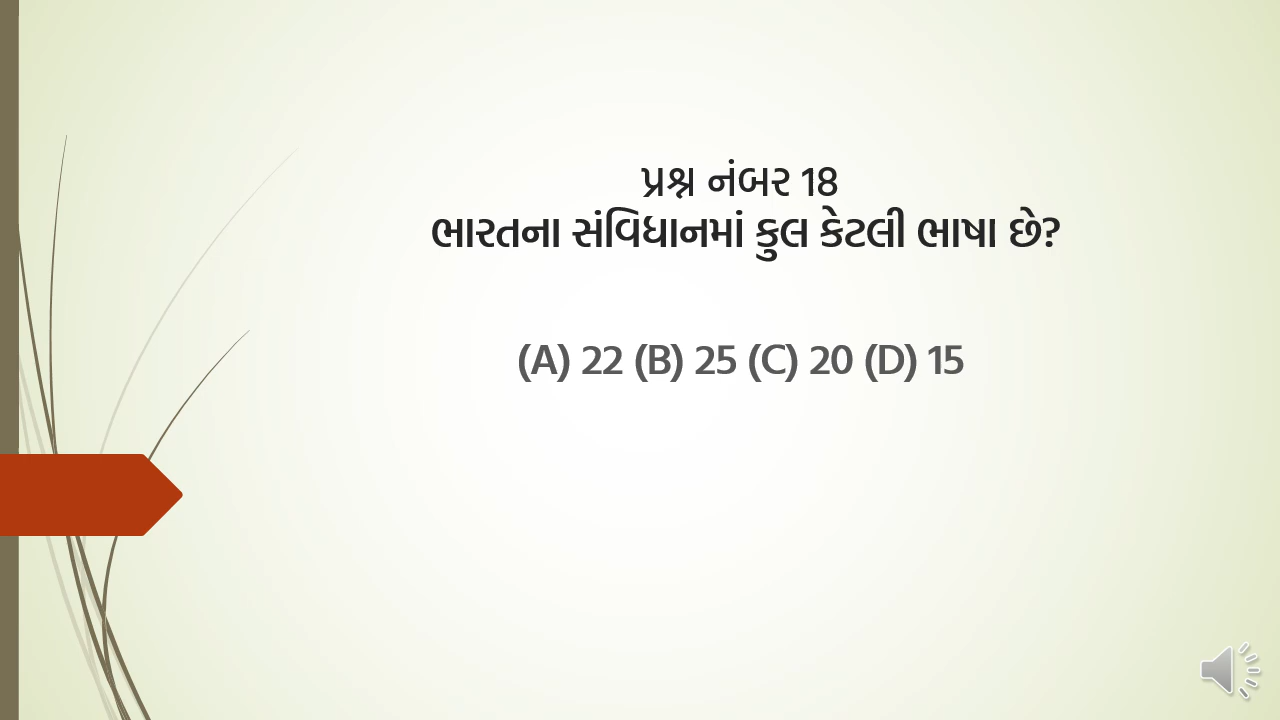 પ્રશ્ન નંબર 18
ભારતના સંવિધાનમાં કુલ કેટલી ભાષા છે?
(A) 22 (B) 25 (C) 20 (D) 15